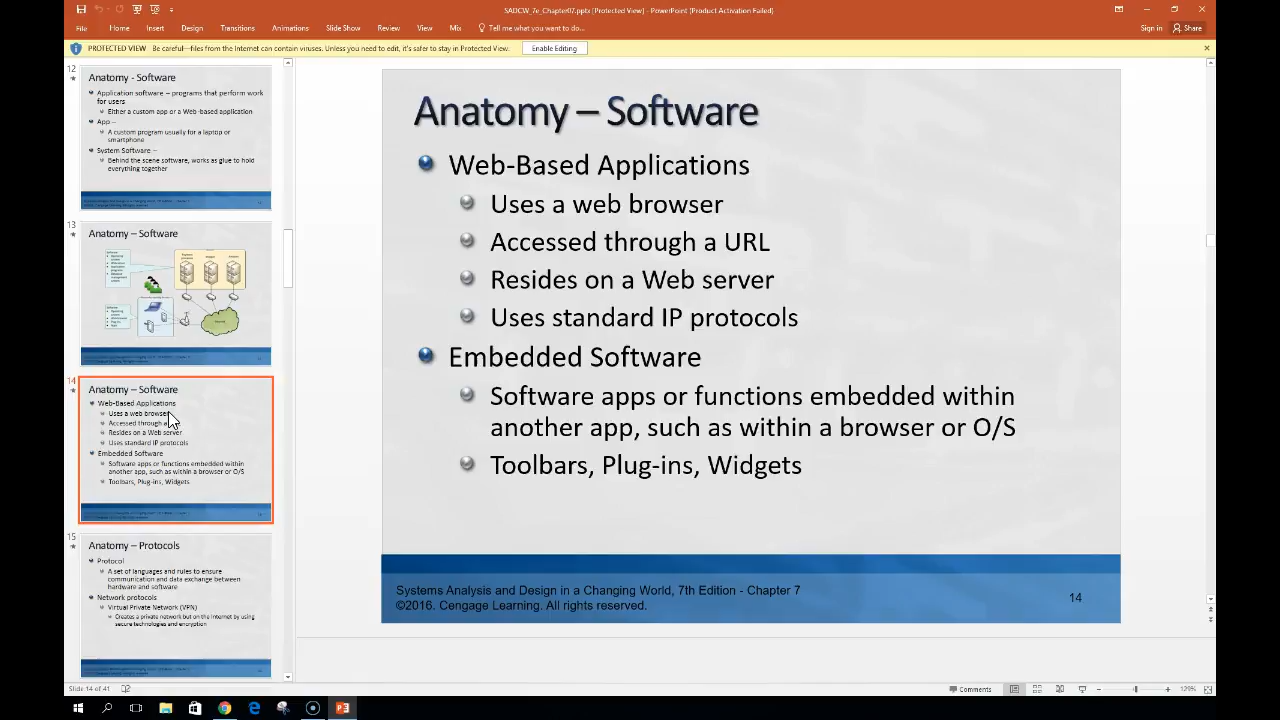 SADCW_7e_Chapter07.pptx [Protected View] - PowerPoint (Product Activation Failed)
File Home Insert Design Transitions Animations Slide Show Review View Mix Tell me what you want to do... Sign in Share
PROTECTED VIEW Be careful—files from the Internet can contain viruses. Unless you need to edit, it's safer to stay in Protected View. Enable Editing
12
Anatomy - Software
Application software – programs that perform work
for users
Either a custom app or a Web-based application
App –
A custom program usually for a laptop or
smartphone
System Software –
Behind the scene software, works as glue to hold
everything together
13
Anatomy – Software
14
Anatomy – Software
Web-Based Applications
Uses a web browser
Accessed through a
Resides on a Web server
Uses standard IP protocols
Embedded Software
Software apps or functions embedded within
another app, such as within a browser or O/S
Toolbars, Plug-ins, Widgets
15
Anatomy – Protocols
Protocol
A set of languages and rules to ensure
communication and data exchange between
hardware and software
Network protocols
Virtual Private Network (VPN)
Creates a private network but on the Internet by using
secure technologies and encryption
Anatomy – Software
Web-Based Applications
Uses a web browser
Accessed through a URL
Resides on a Web server
Uses standard IP protocols
Embedded Software
Software apps or functions embedded within
another app, such as within a browser or O/S
Toolbars, Plug-ins, Widgets
Systems Analysis and Design in a Changing World, 7th Edition - Chapter 7
©2016. Cengage Learning. All rights reserved.
14
Slide 14 of 41
Comments
129%